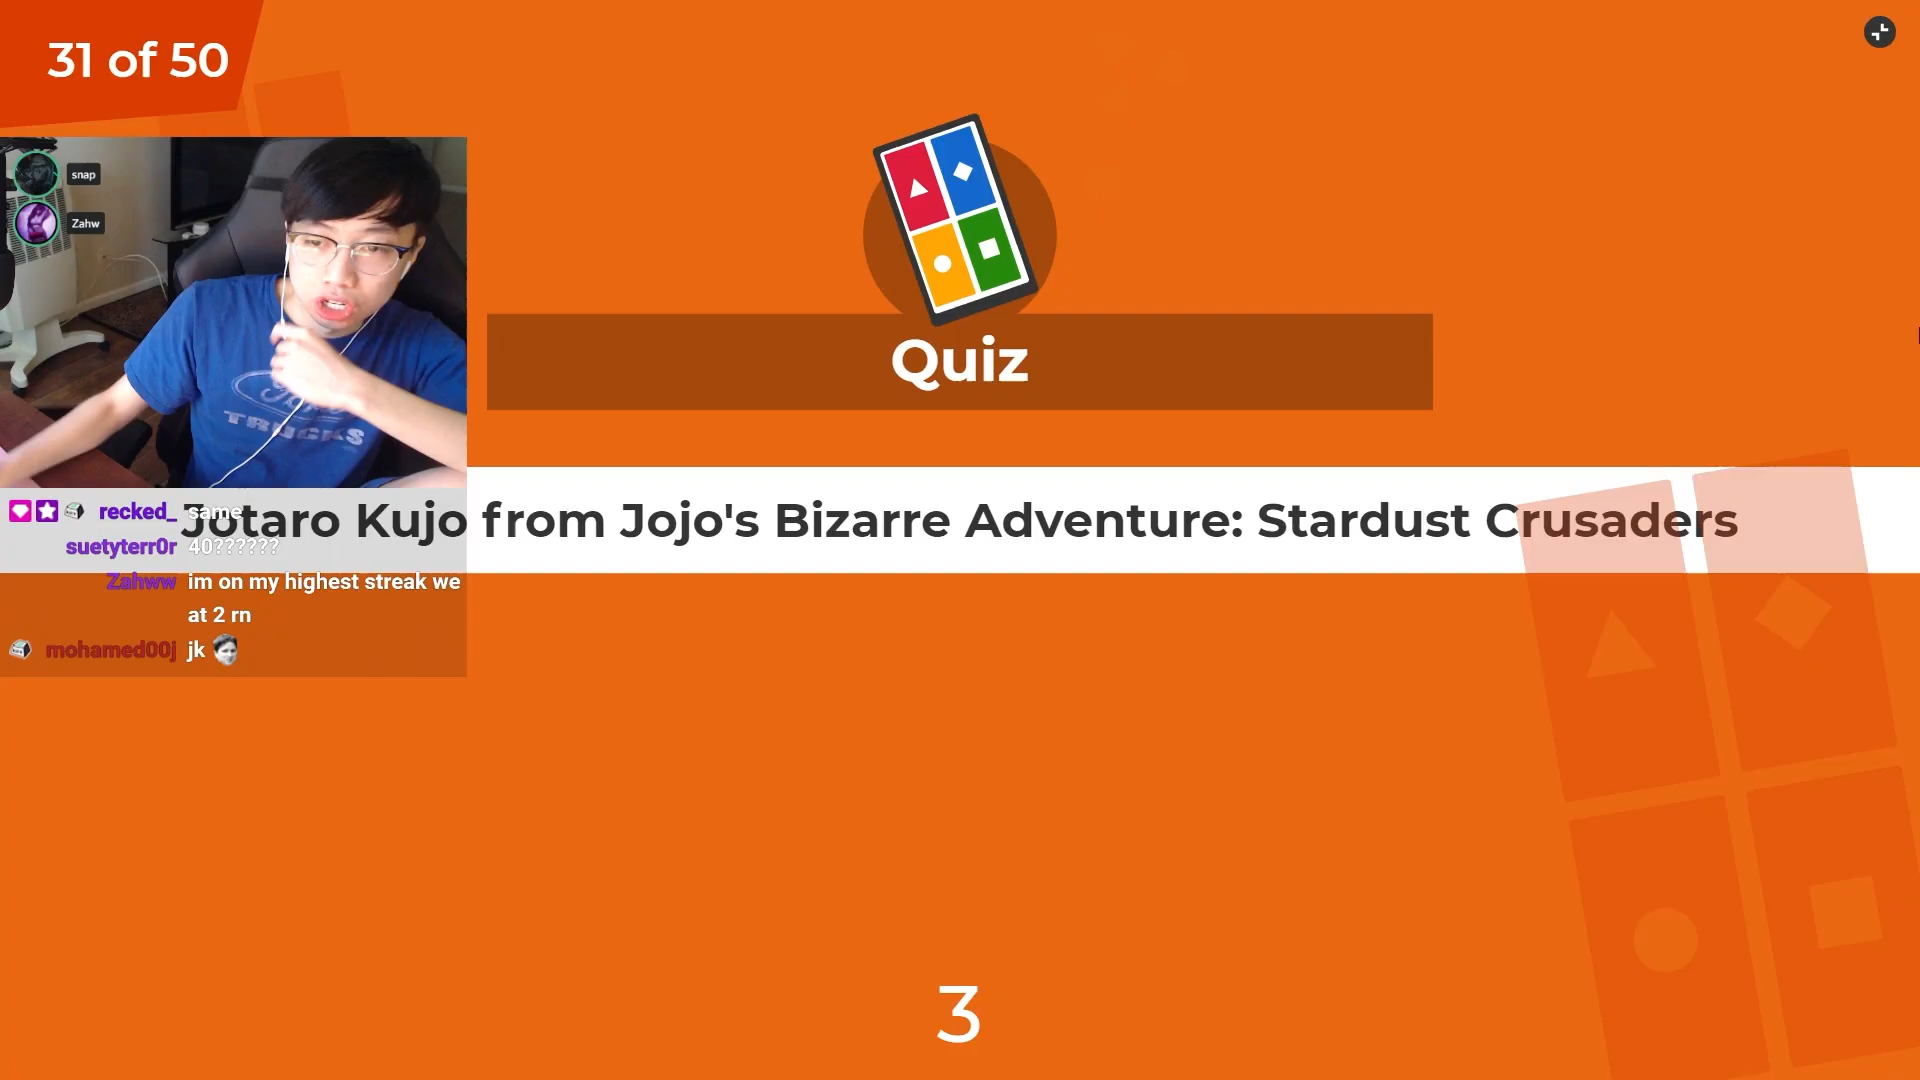 31 of 50
snap
Zahw
Quiz
Jotaro Kujo from Jojo's Bizarre Adventure: Stardust Crusaders
recked_ same
suetyterr0r 40??????
Zahww im on my highest streak we
at 2 rn
mohamed00j jk
TRUCKS
3